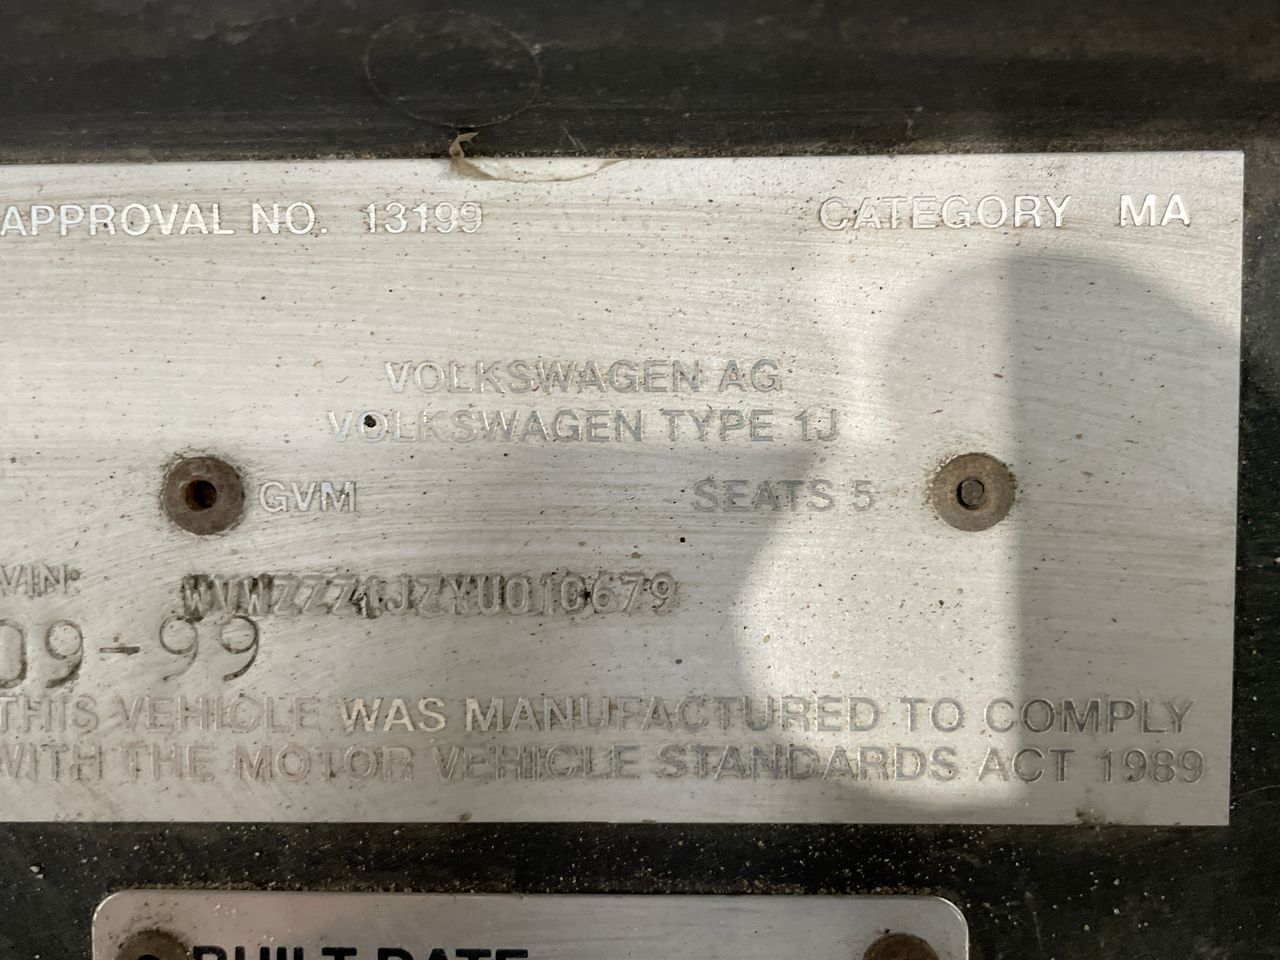 APPROVAL NO. 13199 CATEGORY MA
VOLKSWAGEN AG
VOLKSWAGEN TYPE 1J
GVM SEATS 5
VIN: WVWZZZ1JZYU010679
09-99
THIS VEHICLE WAS MANUFACTURED TO COMPLY
WITH THE MOTOR VEHICLE STANDARDS ACT 1989
BUILT DATE